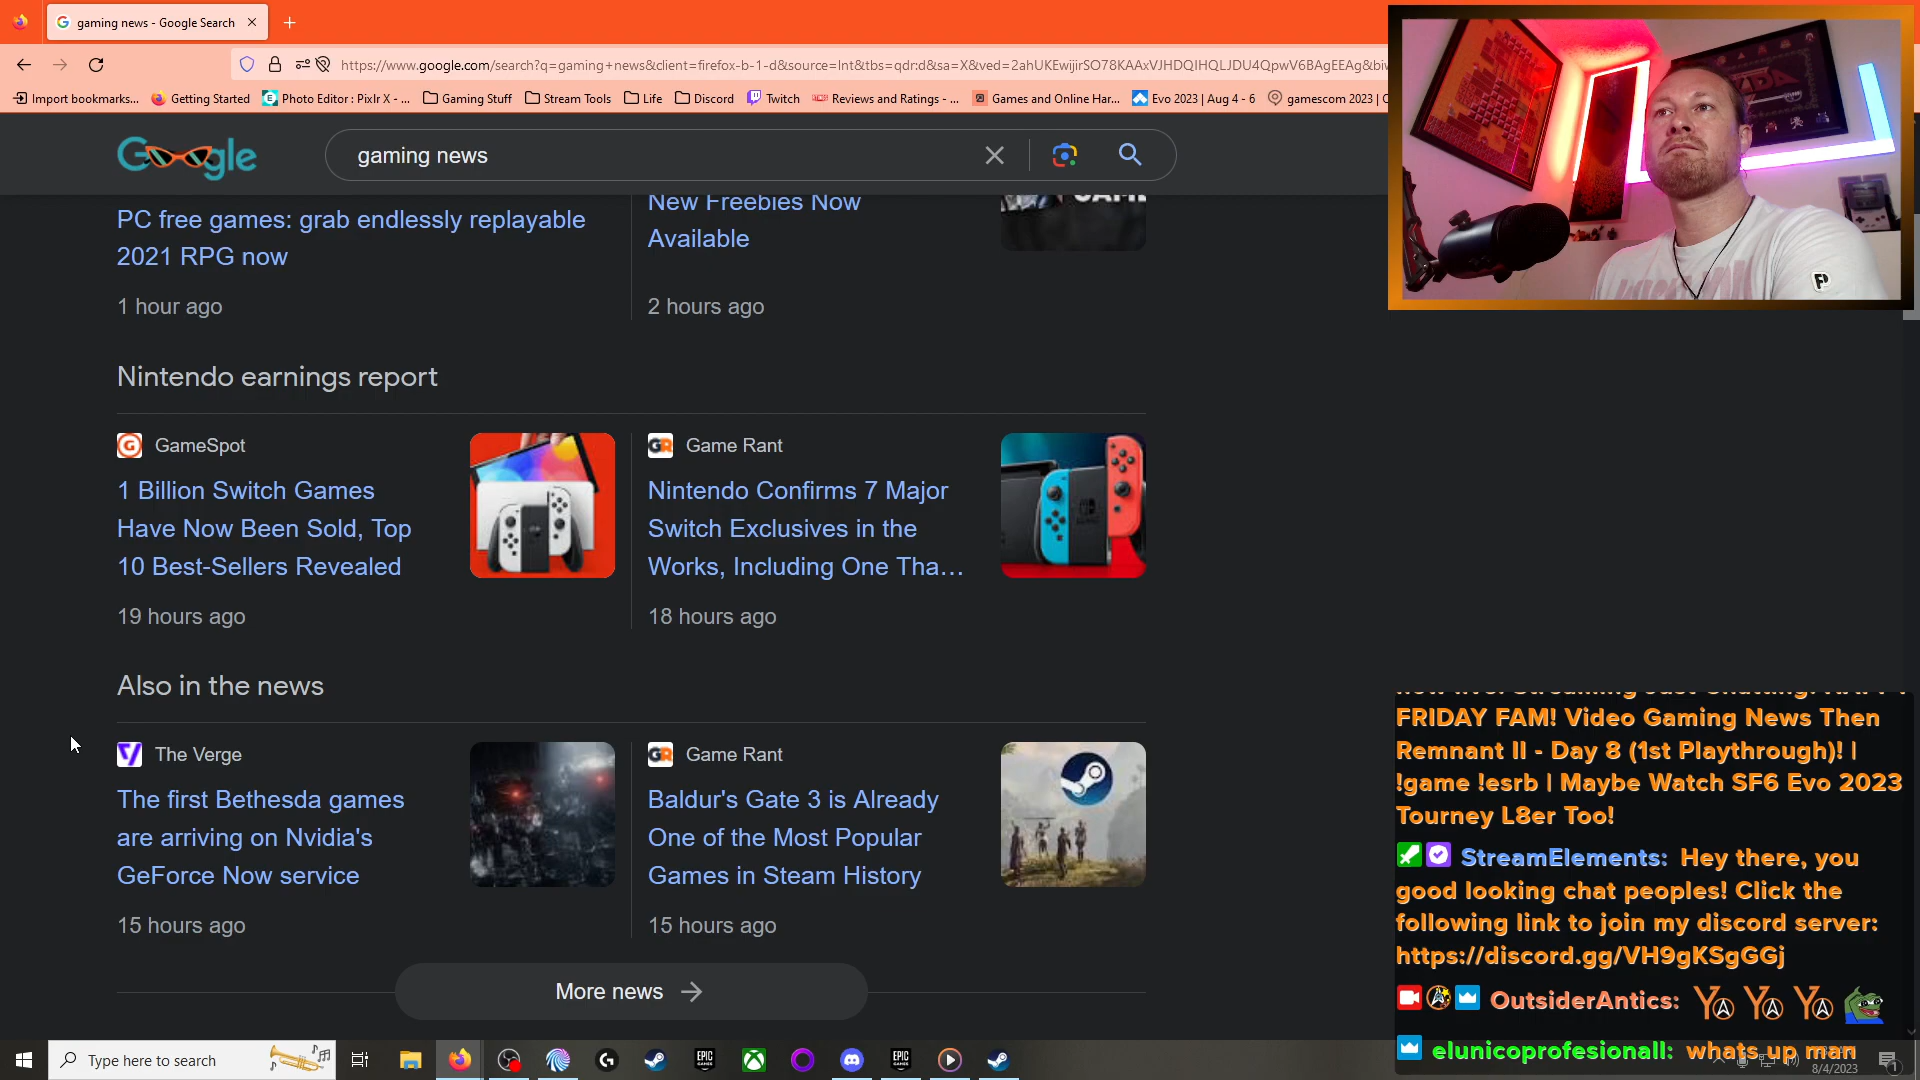 gaming news - Google Search
https://www.google.com/search?q=gaming+news&client=firefox-b-1-d&source=lnt&tbs=qdr:d&sa=X&ved=2ahUKEwijirSO78KAAxVJHDQIHQLJDU4QpwV6BAgEEAg&biw
Import bookmarks...
Getting Started
Photo Editor : Pixlr X - ...
Gaming Stuff
Stream Tools
Life
Discord
Twitch
Reviews and Ratings - ...
Games and Online Har...
Evo 2023 | Aug 4 - 6
gamescom 2023 | C
Google
gaming news
PC free games: grab endlessly replayable
2021 RPG now
1 hour ago
New Freebies Now
Available
2 hours ago
Nintendo earnings report
GameSpot
1 Billion Switch Games
Have Now Been Sold, Top
10 Best-Sellers Revealed
19 hours ago
Game Rant
Nintendo Confirms 7 Major
Switch Exclusives in the
Works, Including One Tha...
18 hours ago
Also in the news
The Verge
The first Bethesda games
are arriving on Nvidia's
GeForce Now service
15 hours ago
Game Rant
Baldur's Gate 3 is Already
One of the Most Popular
Games in Steam History
15 hours ago
More news
FRIDAY FAM! Video Gaming News Then
Remnant II - Day 8 (1st Playthrough)! |
!game !esrb | Maybe Watch SF6 Evo 2023
Tourney L8er Too!
StreamElements: Hey there, you
good looking chat peoples! Click the
following link to join my discord server:
https://discord.gg/VH9gKSgGGj
OutsiderAntics:
elunicoprofesionall: whats up man
Type here to search
8/4/2023